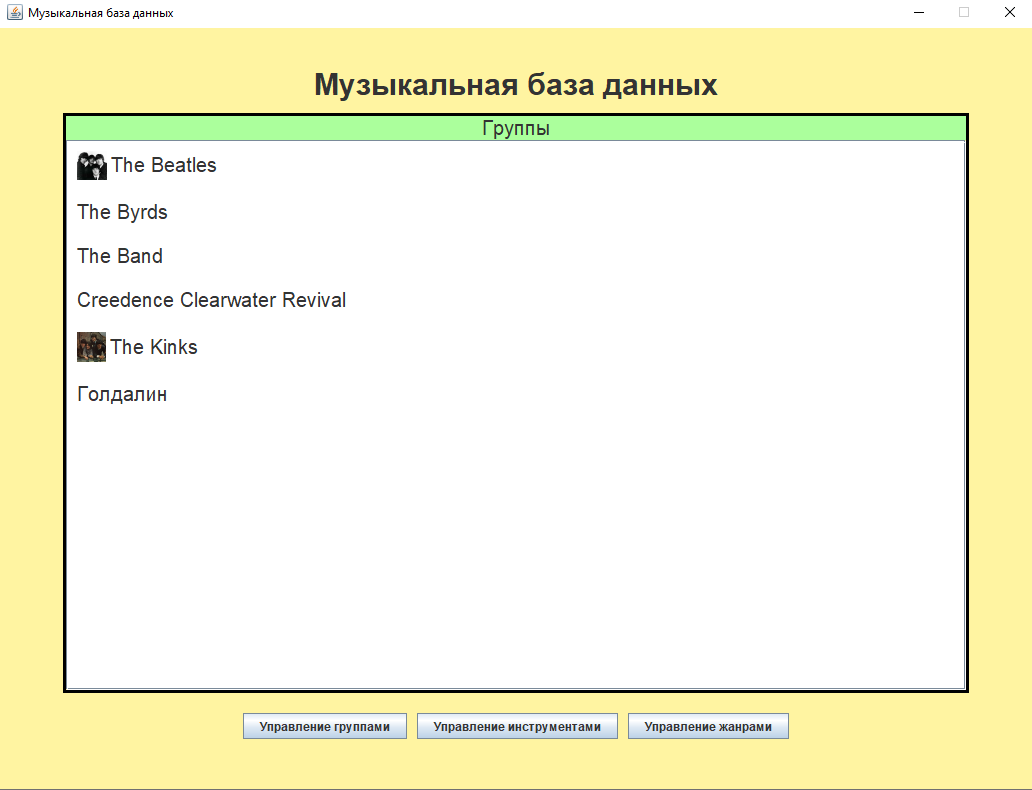 Музыкальная база данных
Музыкальная база данных
Группы
The Beatles
The Byrds
The Band
Creedence Clearwater Revival
The Kinks
Голдалин
Управление группами Управление инструментами Управление жанрами